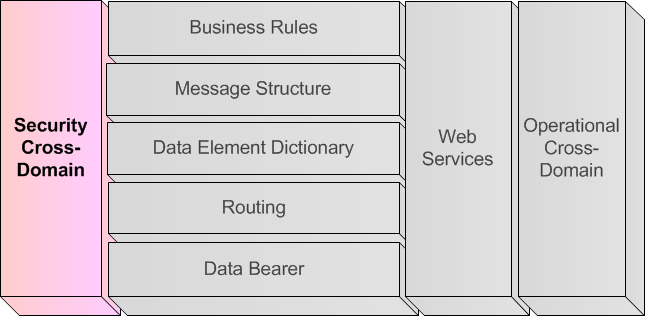 Security
Cross-
Domain
Business Rules
Message Structure
Data Element Dictionary
Routing
Data Bearer
Web
Services
Operational
Cross-
Domain